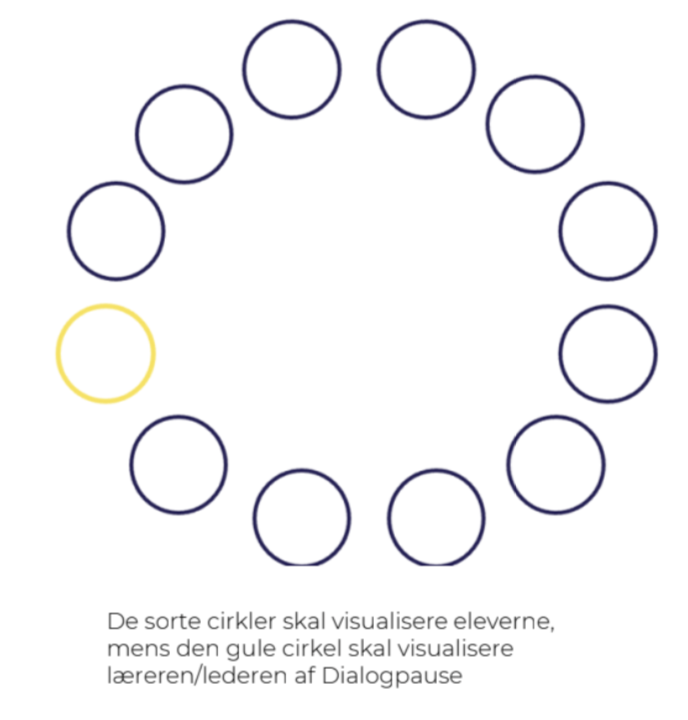 De sorte cirkler skal visualisere eleverne,
mens den gule cirkel skal visualisere
læreren/lederen af Dialogpause